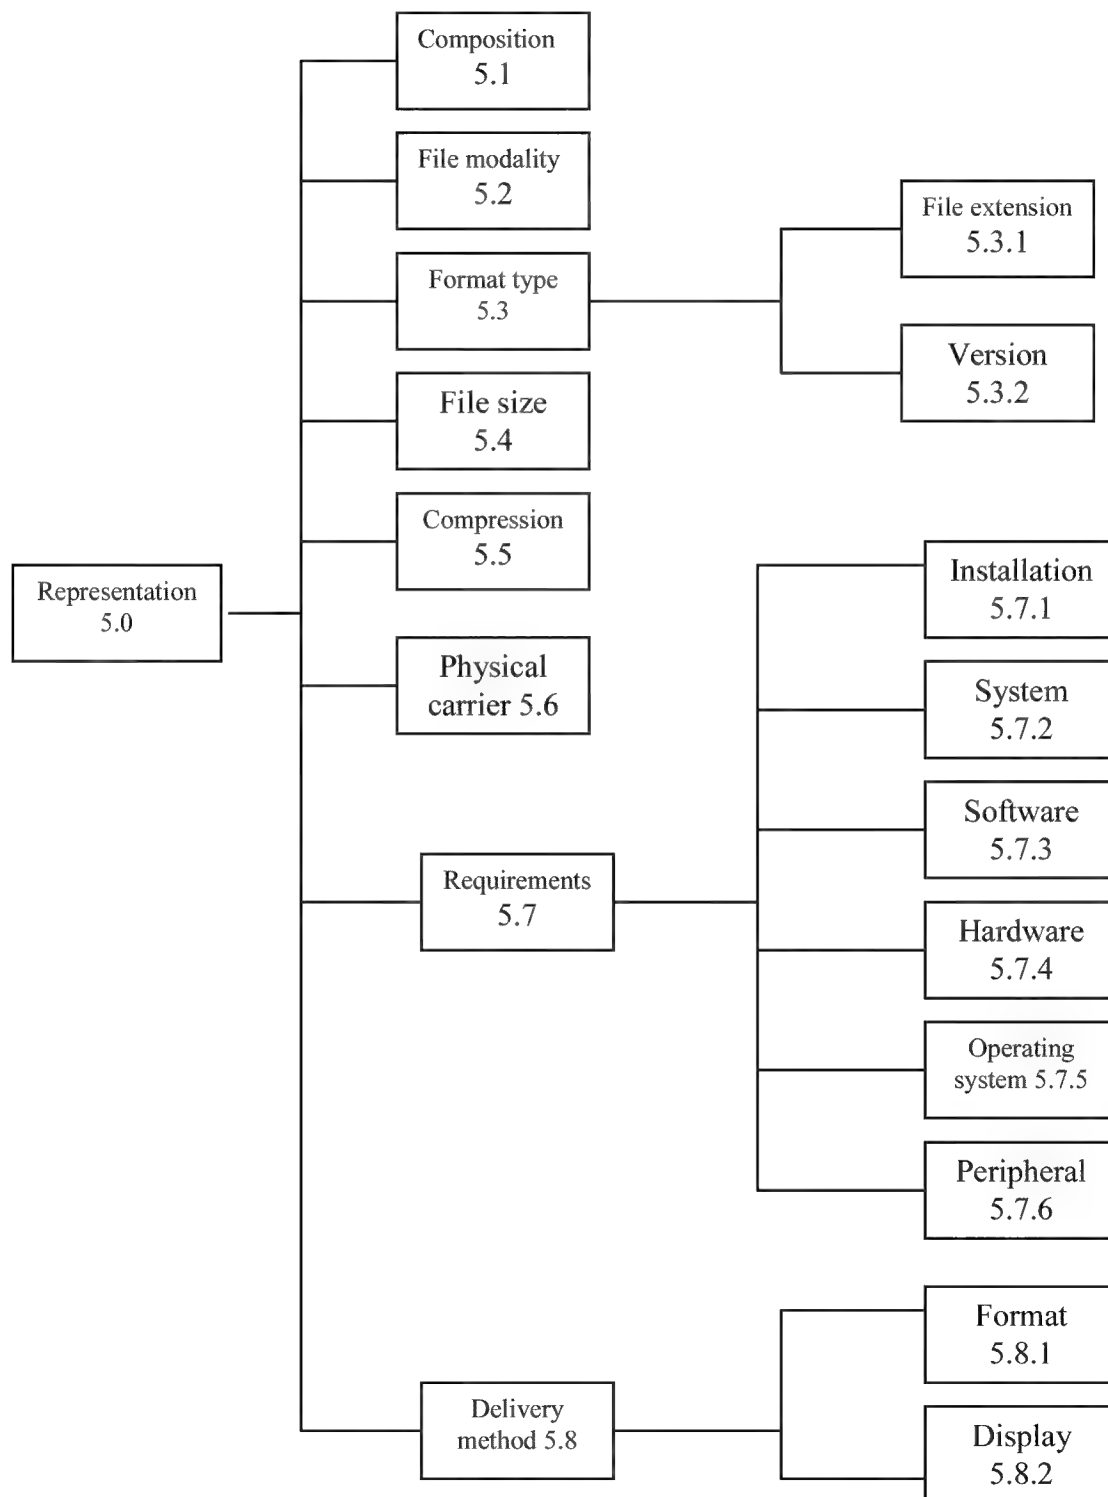 Composition
5.1
File modality
5.2
File extension
5.3.1
Format type
5.3
Version
5.3.2
File size
5.4
Compression
5.5
Representation
5.0
Installation
5.7.1
Physical
carrier 5.6
System
5.7.2
Software
5.7.3
Requirements
5.7
Hardware
5.7.4
Operating
system 5.7.5
Peripheral
5.7.6
Format
5.8.1
Delivery
method 5.8
Display
5.8.2